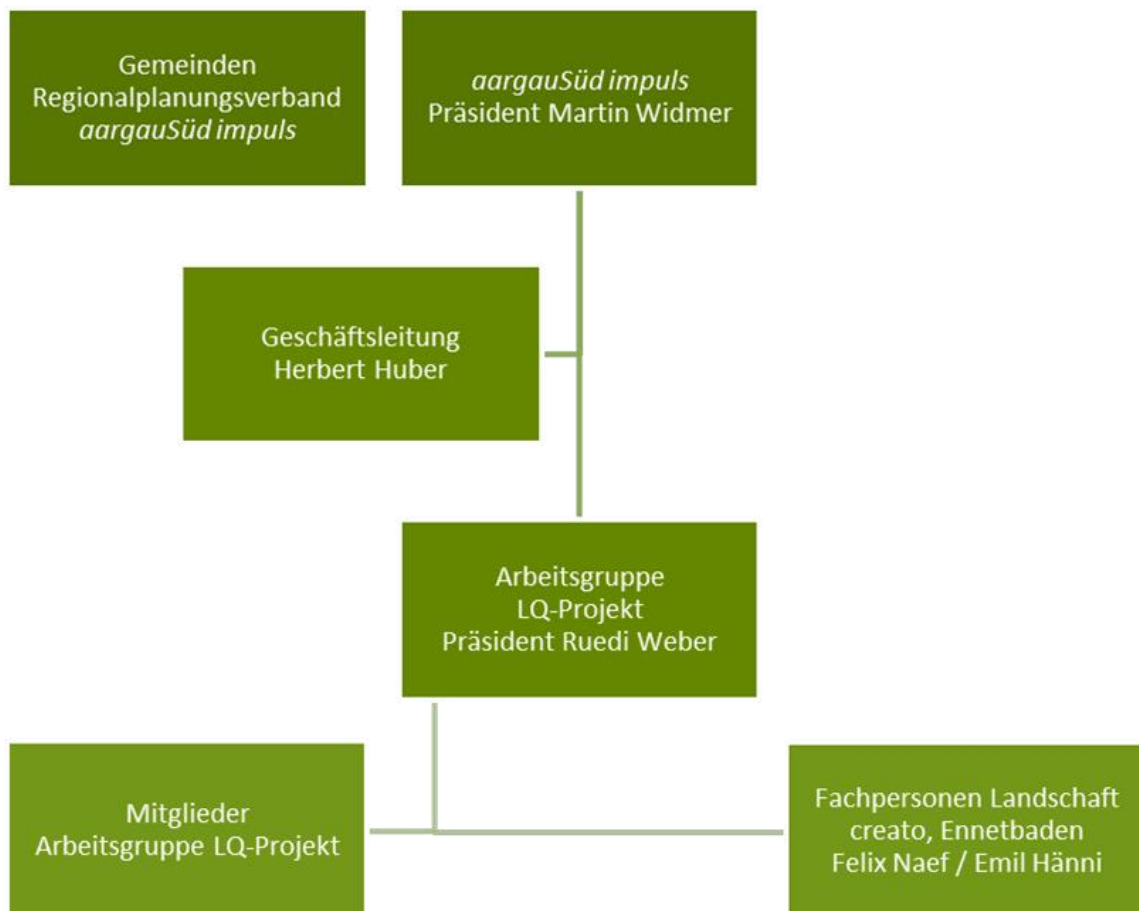 Gemeinden
Regionalplanungsverband
aargauSüd impuls
aargauSüd impuls
Präsident Martin Widmer
Geschäftsleitung
Herbert Huber
Arbeitsgruppe
LQ-Projekt
Präsident Ruedi Weber
Mitglieder
Arbeitsgruppe LQ-Projekt
Fachpersonen Landschaft
creato, Ennetbaden
Felix Naef / Emil Hänni